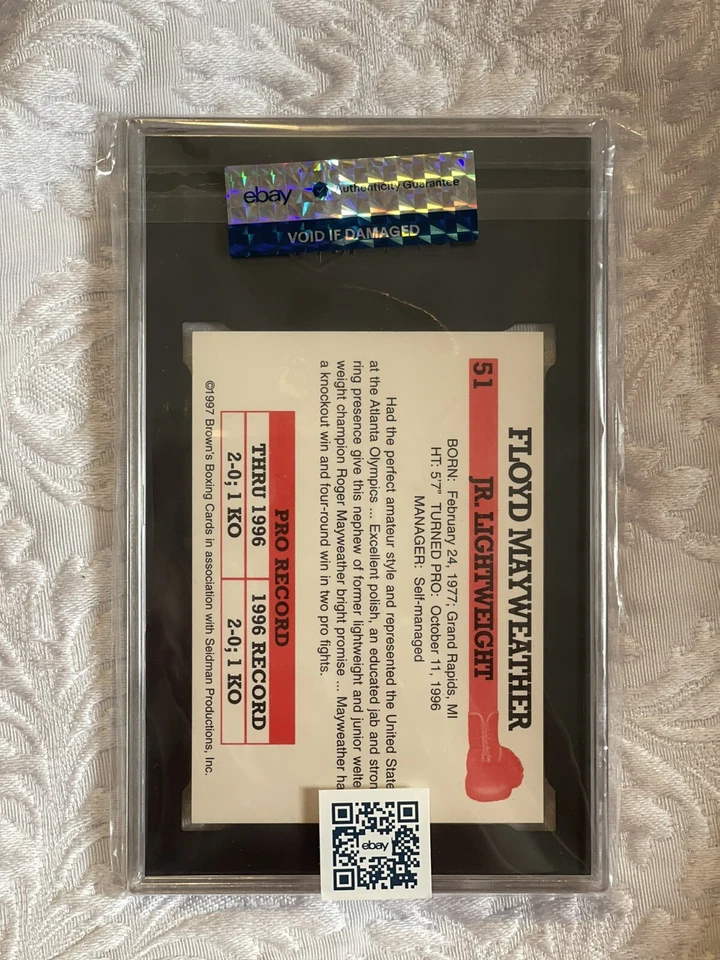 ebay Authenticity Guarantee
VOID IF DAMAGED
FLOYD MAYWEATHER
51 JR. LIGHTWEIGHT
BORN: February 24, 1977; Grand Rapids, MI
HT: 5'7" TURNED PRO: October 11, 1996
MANAGER: Self-managed
Had the perfect amateur style and represented the United State
at the Atlanta Olympics ... Excellent polish, an educated jab and stron
ring presence give this nephew of former lightweight and junior welte
weight champion Roger Mayweather bright promise ... Mayweather ha
a knockout win and four-round win in two pro fights.
PRO RECORD
THRU 1996 1996 RECORD
2-0; 1 KO 2-0; 1 KO
©1997 Brown's Boxing Cards in association with Seidman Productions, Inc.
ebay